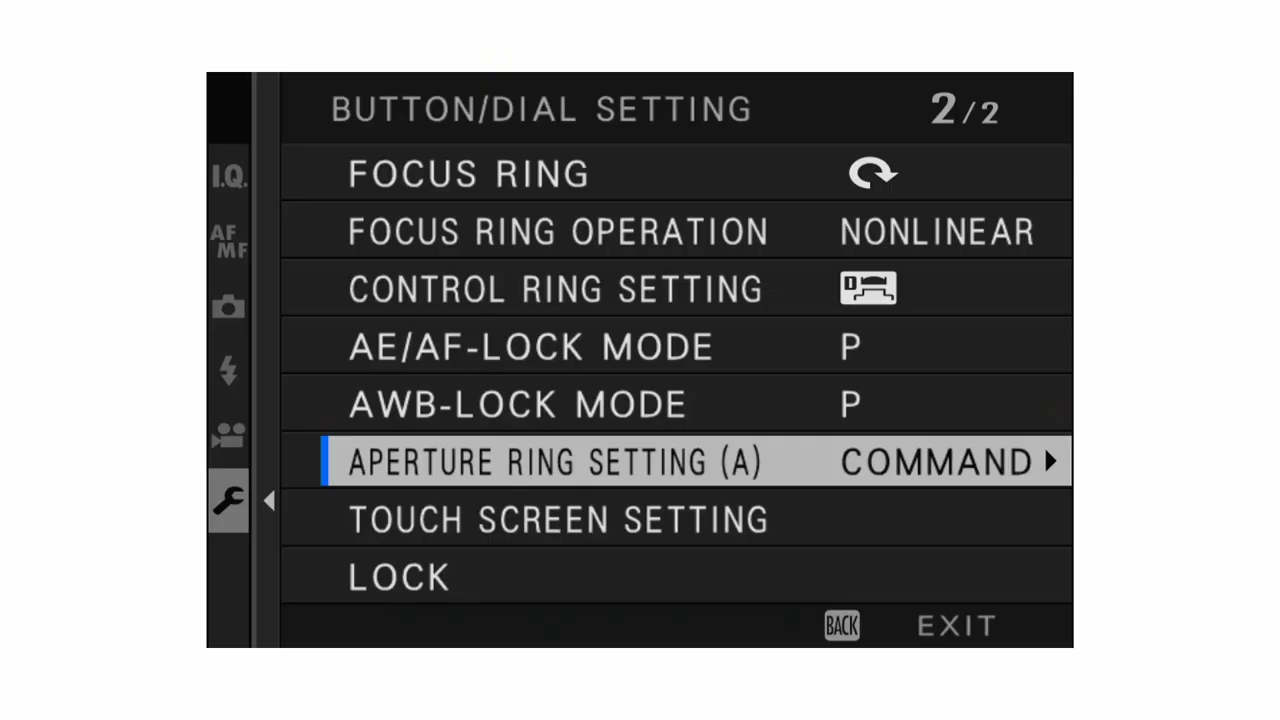 BUTTON/DIAL SETTING 2/2
I.Q. FOCUS RING
AF
MF
FOCUS RING OPERATION NONLINEAR
CONTROL RING SETTING D
AE/AF-LOCK MODE P
AWB-LOCK MODE P
APERTURE RING SETTING (A) COMMAND
TOUCH SCREEN SETTING
LOCK
BACK EXIT